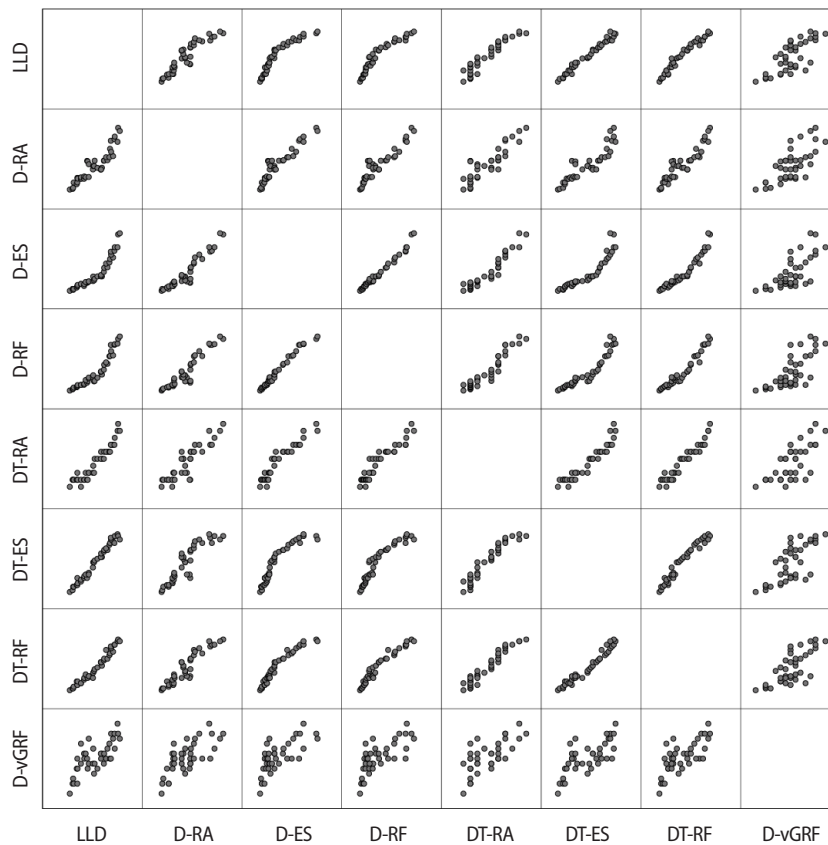 LLD
D-RA
D-ES
D-RF
DT-RA
DT-ES
DT-RF
D-vGRF
LLD D-RA D-ES D-RF DT-RA DT-ES DT-RF D-vGRF